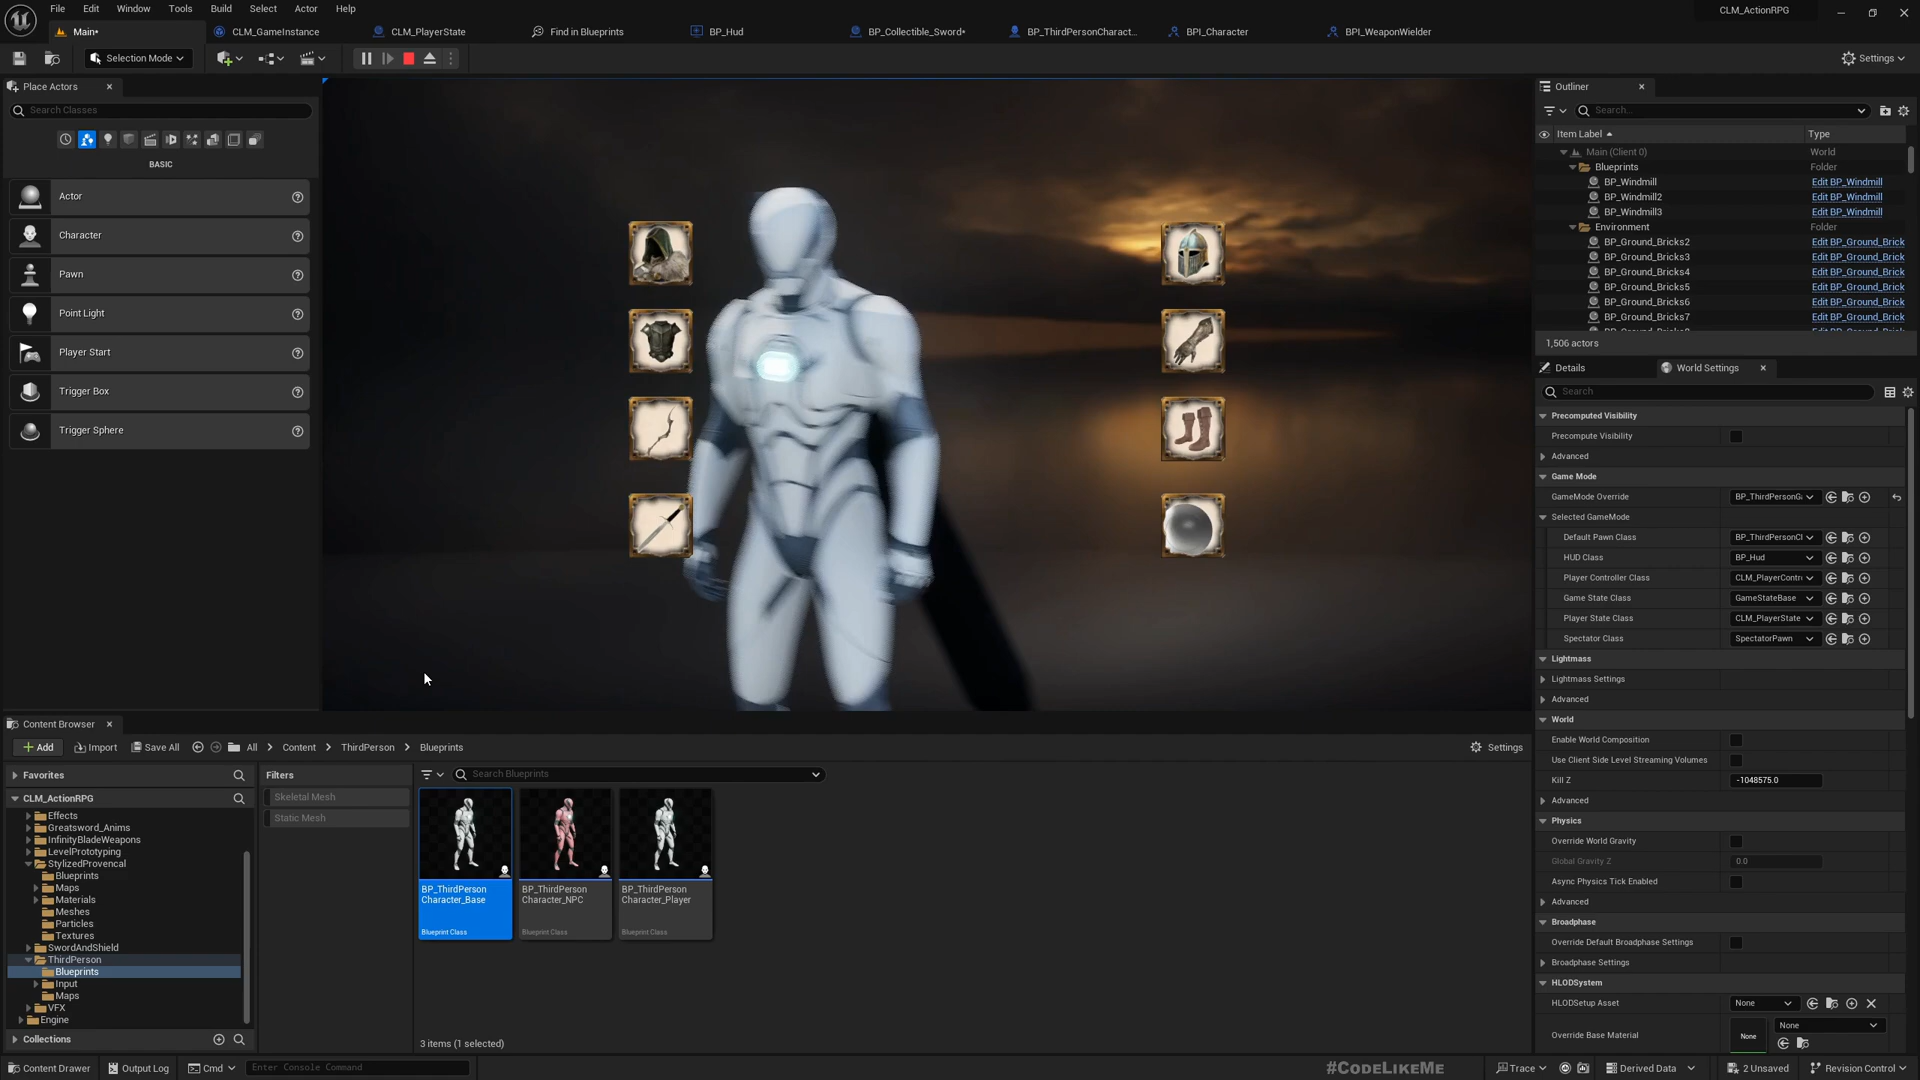 File Edit Window Tools Build Select Actor Help
CLM_ActionRPG
Main•
CLM_GameInstance
CLM_PlayerState
Find in Blueprints
BP_Hud
BP_Collectible_Sword•
BP_ThirdPersonCharact...
BPI_Character
BPI_WeaponWielder
Selection Mode
Settings
Place Actors
Search Classes
BASIC
Actor
Character
Pawn
Point Light
Player Start
Trigger Box
Trigger Sphere
Outliner
Search...
Item Label
Type
Main (Client 0) World
Blueprints Folder
BP_Windmill Edit BP_Windmill
BP_Windmill2 Edit BP_Windmill
BP_Windmill3 Edit BP_Windmill
Environment Folder
BP_Ground_Bricks2 Edit BP_Ground_Brick
BP_Ground_Bricks3 Edit BP_Ground_Brick
BP_Ground_Bricks4 Edit BP_Ground_Brick
BP_Ground_Bricks5 Edit BP_Ground_Brick
BP_Ground_Bricks6 Edit BP_Ground_Brick
BP_Ground_Bricks7 Edit BP_Ground_Brick
1,506 actors
Details
World Settings
Search
Precomputed Visibility
Precompute Visibility
Advanced
Game Mode
GameMode Override BP_ThirdPersonG
Selected GameMode
Default Pawn Class BP_ThirdPersonCl
HUD Class BP_Hud
Player Controller Class CLM_PlayerContr
Game State Class GameStateBase
Player State Class CLM_PlayerState
Spectator Class SpectatorPawn
Lightmass
Lightmass Settings
Advanced
World
Enable World Composition
Use Client Side Level Streaming Volumes
Kill Z -1048575.0
Advanced
Physics
Override World Gravity
Global Gravity Z 0.0
Async Physics Tick Enabled
Advanced
Broadphase
Override Default Broadphase Settings
Broadphase Settings
HLODSystem
HLODSetup Asset None
Override Base Material None None
Content Browser
Add Import Save All All Content ThirdPerson Blueprints Settings
Favorites
CLM_ActionRPG
Effects
Greatsword_Anims
InfinityBladeWeapons
LevelPrototyping
StylizedProvencal
Blueprints
Maps
Materials
Meshes
Particles
Textures
SwordAndShield
ThirdPerson
Blueprints
Input
Maps
VFX
Engine
Collections
Filters
Skeletal Mesh
Static Mesh
Search Blueprints
BP_ThirdPerson
Character_Base
Blueprint Class
BP_ThirdPerson
Character_NPC
Blueprint Class
BP_ThirdPerson
Character_Player
Blueprint Class
3 items (1 selected)
Content Drawer Output Log Cmd Enter Console Command
#CodeLikeMe
Trace Derived Data 2 Unsaved Revision Control